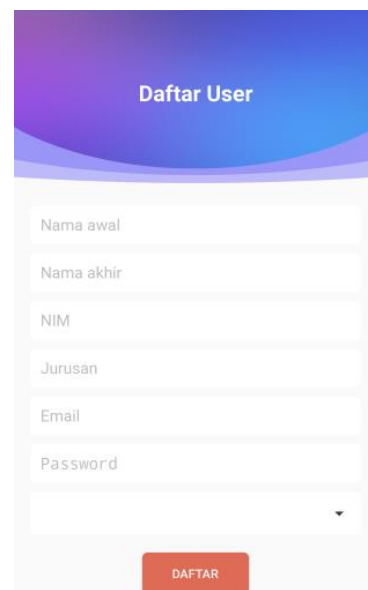 Daftar User
Nama awal
Nama akhir
NIM
Jurusan
Email
Password
DAFTAR